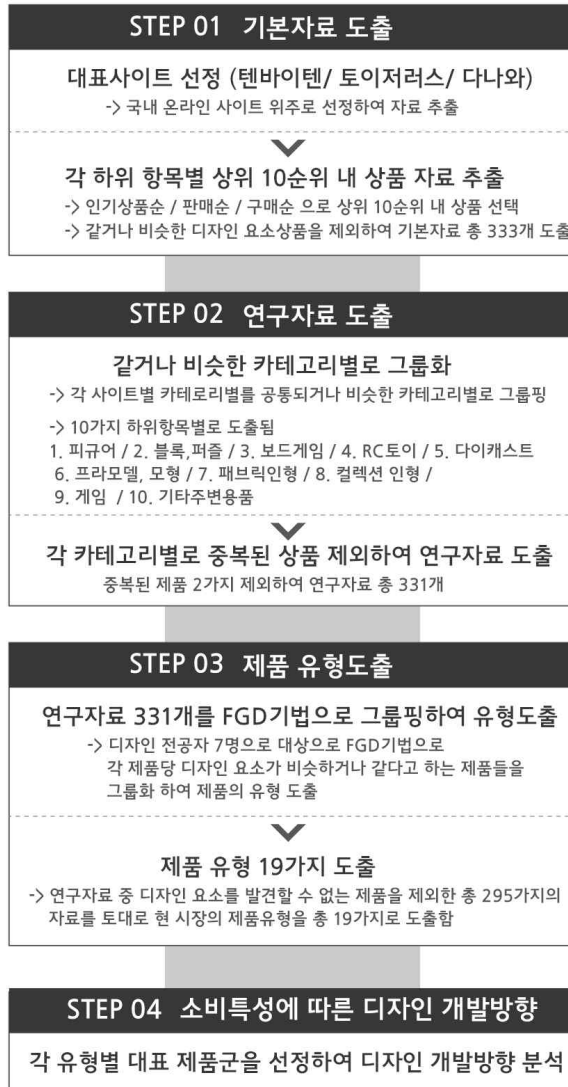 STEP 01 기본자료 도출
대표사이트 선정 (텐바이텐/ 토이저러스/ 다나와)
-> 국내 온라인 사이트 위주로 선정하여 자료 추출
각 하위 항목별 상위 10순위 내 상품 자료 추출
-> 인기상품순 / 판매순 / 구매순 으로 상위 10순위 내 상품 선택
-> 같거나 비슷한 디자인 요소상품을 제외하여 기본자료 총 333개 도출
STEP 02 연구자료 도출
같거나 비슷한 카테고리별로 그룹화
-> 각 사이트별 카테로리별를 공통되거나 비슷한 카테고리별로 그룹핑
-> 10가지 하위항목별로 도출됨
1. 피규어 / 2. 블록,퍼즐 / 3. 보드게임 / 4. RC토이 / 5. 다이캐스트
6. 프라모델, 모형 / 7. 패브릭인형 / 8. 컬렉션 인형 /
9. 게임 / 10. 기타주변용품
각 카테고리별로 중복된 상품 제외하여 연구자료 도출
중복된 제품 2가지 제외하여 연구자료 총 331개
STEP 03 제품 유형도출
연구자료 331개를 FGD기법으로 그룹핑하여 유형도출
-> 디자인 전공자 7명으로 대상으로 FGD기법으로
각 제품당 디자인 요소가 비슷하거나 같다고 하는 제품들을
그룹화 하여 제품의 유형 도출
제품 유형 19가지 도출
-> 연구자료 중 디자인 요소를 발견할 수 없는 제품을 제외한 총 295가지의
자료를 토대로 현 시장의 제품유형을 총 19가지로 도출함
STEP 04 소비특성에 따른 디자인 개발방향
각 유형별 대표 제품군을 선정하여 디자인 개발방향 분석